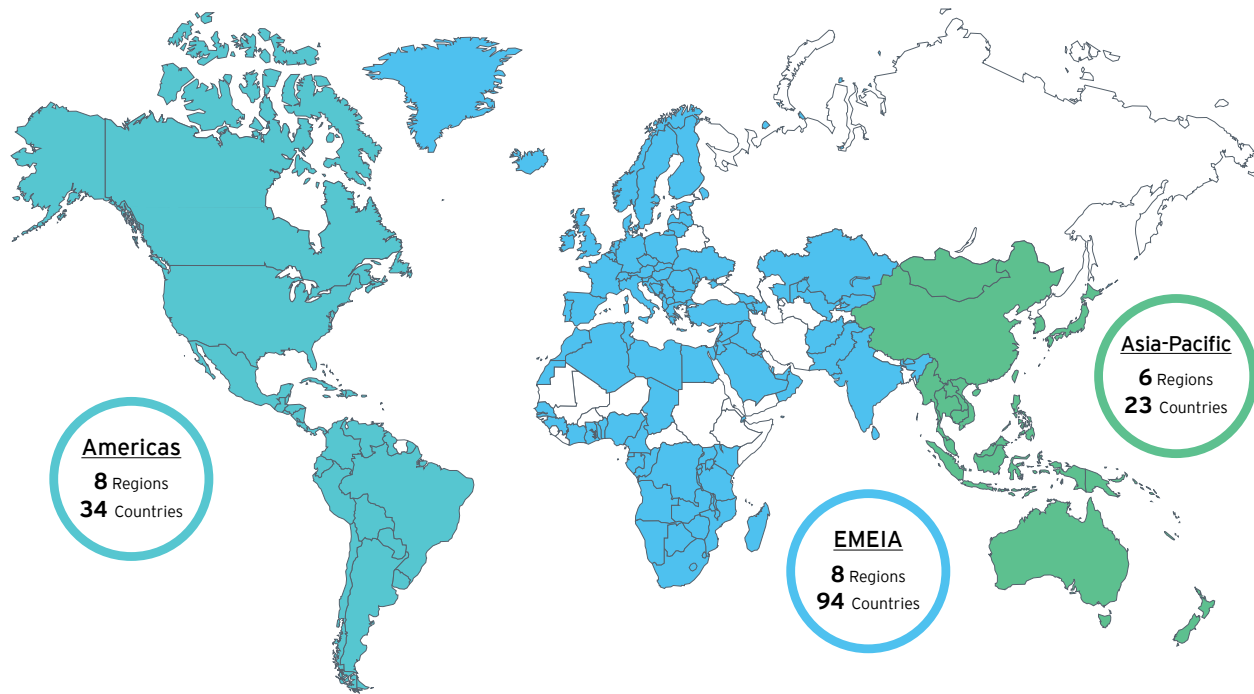 Americas
8 Regions
34 Countries
EMEIA
8 Regions
94 Countries
Asia-Pacific
6 Regions
23 Countries